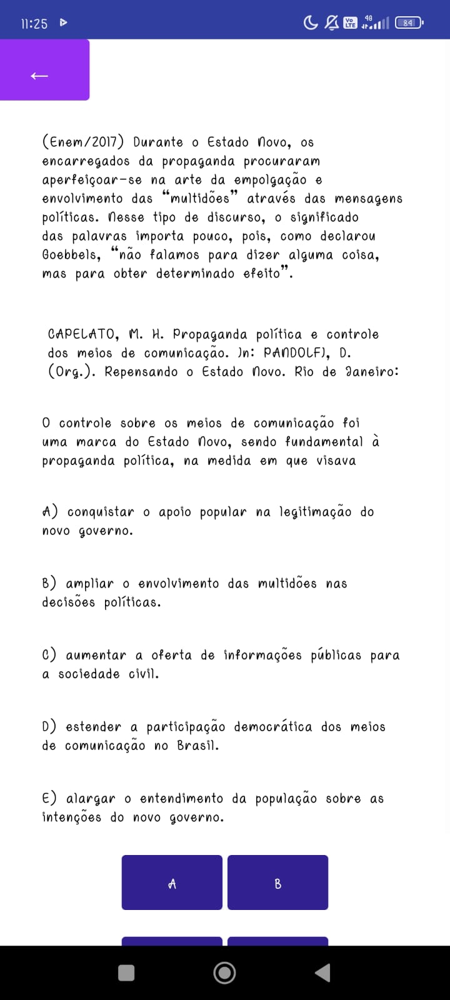 11:25
Vo LTE
4G
84
←
(Enem/2017) Durante o Estado Novo, os
encarregados da propaganda procuraram
aperfeiçoar-se na arte da empolgação e
envolvimento das “multidões” através das mensagens
políticas. Nesse tipo de discurso, o significado
das palavras importa pouco, pois, como declarou
Goebbels, “não falamos para dizer alguma coisa,
mas para obter determinado efeito”.
CAPELATO, M. H. Propaganda política e controle
dos meios de comunicação. In: PANDOLFI, D.
(Org.). Repensando o Estado Novo. Rio de Janeiro:
O controle sobre os meios de comunicação foi
uma marca do Estado Novo, sendo fundamental à
propaganda política, na medida em que visava
A) conquistar o apoio popular na legitimação do
novo governo.
B) ampliar o envolvimento das multidões nas
decisões políticas.
C) aumentar a oferta de informações públicas para
a sociedade civil.
D) estender a participação democrática dos meios
de comunicação no Brasil.
E) alargar o entendimento da população sobre as
intenções do novo governo.
A
B